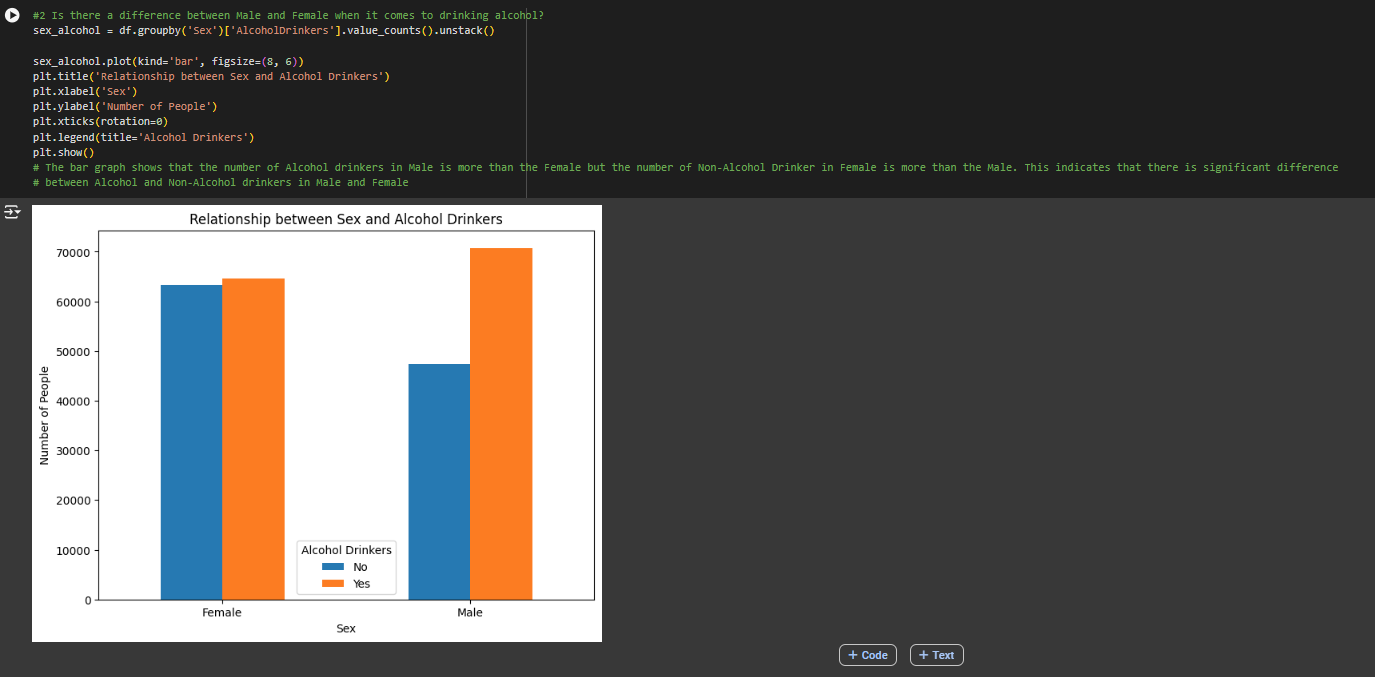 #2 Is there a difference between Male and Female when it comes to drinking alcohol?
sex_alcohol = df.groupby('Sex')['AlcoholDrinkers'].value_counts().unstack()
sex_alcohol.plot(kind='bar', figsize=(8, 6))
plt.title('Relationship between Sex and Alcohol Drinkers')
plt.xlabel('Sex')
plt.ylabel('Number of People')
plt.xticks(rotation=0)
plt.legend(title='Alcohol Drinkers')
plt.show()
# The bar graph shows that the number of Alcohol drinkers in Male is more than the Female but the number of Non-Alcohol Drinker in Female is more than the Male. This indicates that there is significant difference
# between Alcohol and Non-Alcohol drinkers in Male and Female
Relationship between Sex and Alcohol Drinkers
Number of People
70000
60000
50000
40000
30000
20000
10000
0
Alcohol Drinkers
No
Yes
Female
Male
Sex
+ Code
+ Text